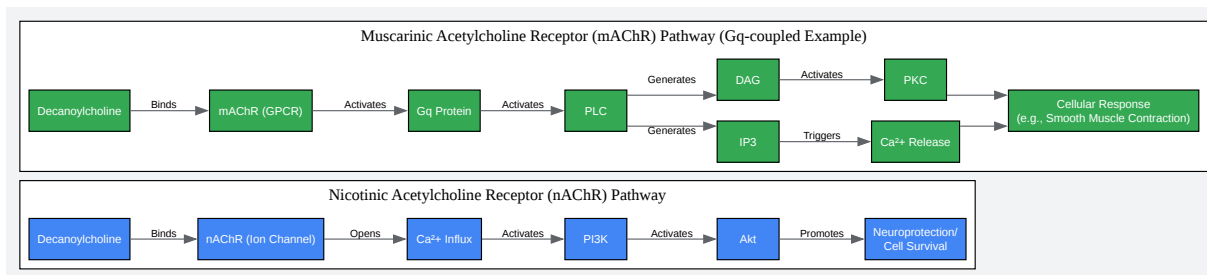 Muscarinic Acetylcholine Receptor (mAChR) Pathway (Gq-coupled Example)
Decanoylcholine
Binds
mAChR (GPCR)
Activates
Gq Protein
Activates
PLC
Generates
DAG
Activates
PKC
Generates
IP3
Triggers
Ca²+ Release
Cellular Response
(e.g., Smooth Muscle Contraction)
Nicotinic Acetylcholine Receptor (nAChR) Pathway
Decanoylcholine
Binds
nAChR (Ion Channel)
Opens
Ca²+ Influx
Activates
PI3K
Activates
Akt
Promotes
Neuroprotection/
Cell Survival